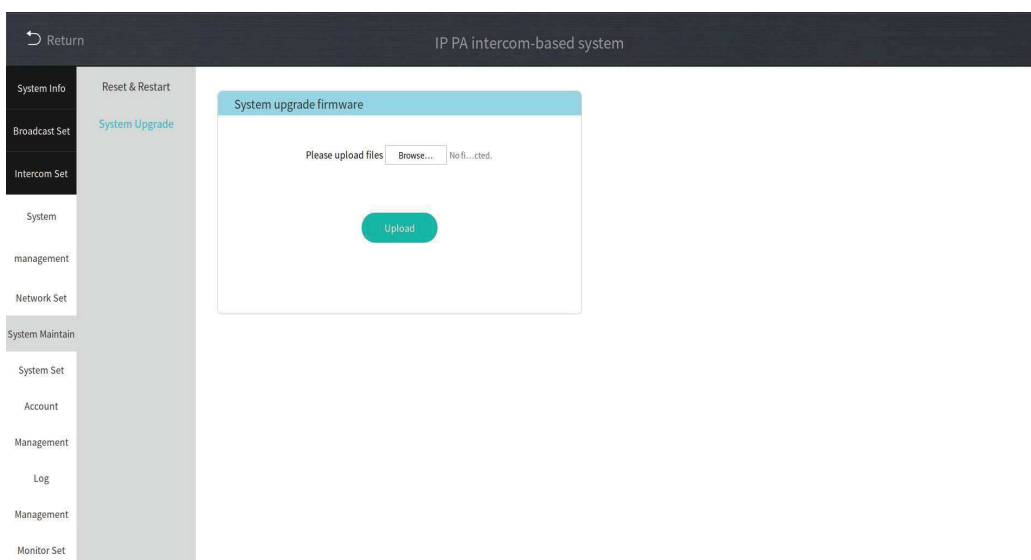 Return
IP PA intercom-based system
System Info
Broadcast Set
Intercom Set
System
management
Network Set
System Maintain
System Set
Account
Management
Log
Management
Monitor Set
Reset & Restart
System Upgrade
System upgrade firmware
Please upload files Browse... No fi...cted.
Upload